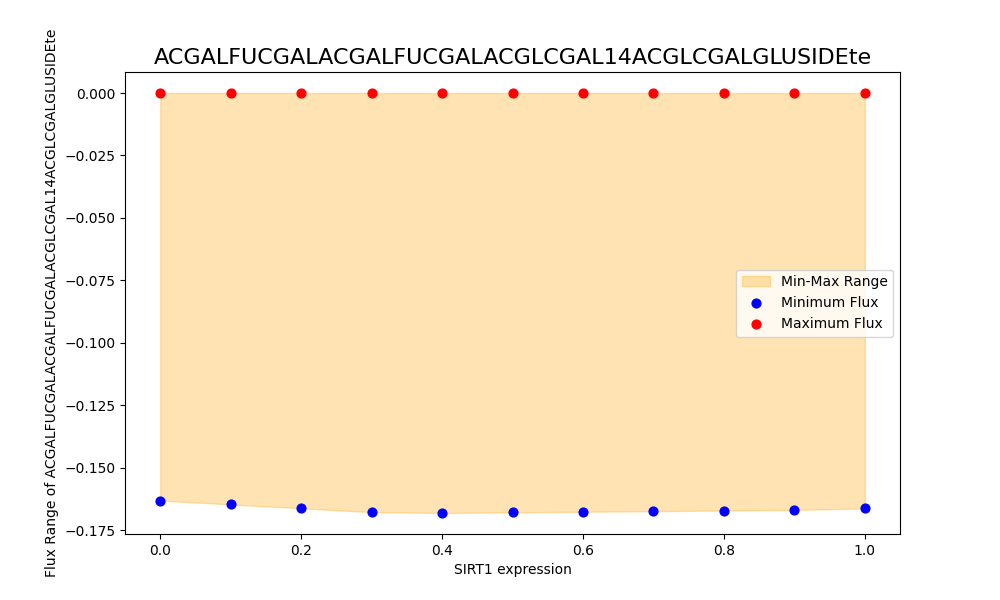 ACGALFUCGALACGALFUCGALACGLCGAL14ACGLCGALGLUSIDEte
Flux Range of ACGALFUCGALACGALFUCGALACGLCGAL14ACGLCGALGLUSIDEte
0.000
−0.025
−0.050
−0.075
−0.100
−0.125
−0.150
−0.175
Min-Max Range
Minimum Flux
Maximum Flux
0.0 0.2 0.4 0.6 0.8 1.0
SIRT1 expression